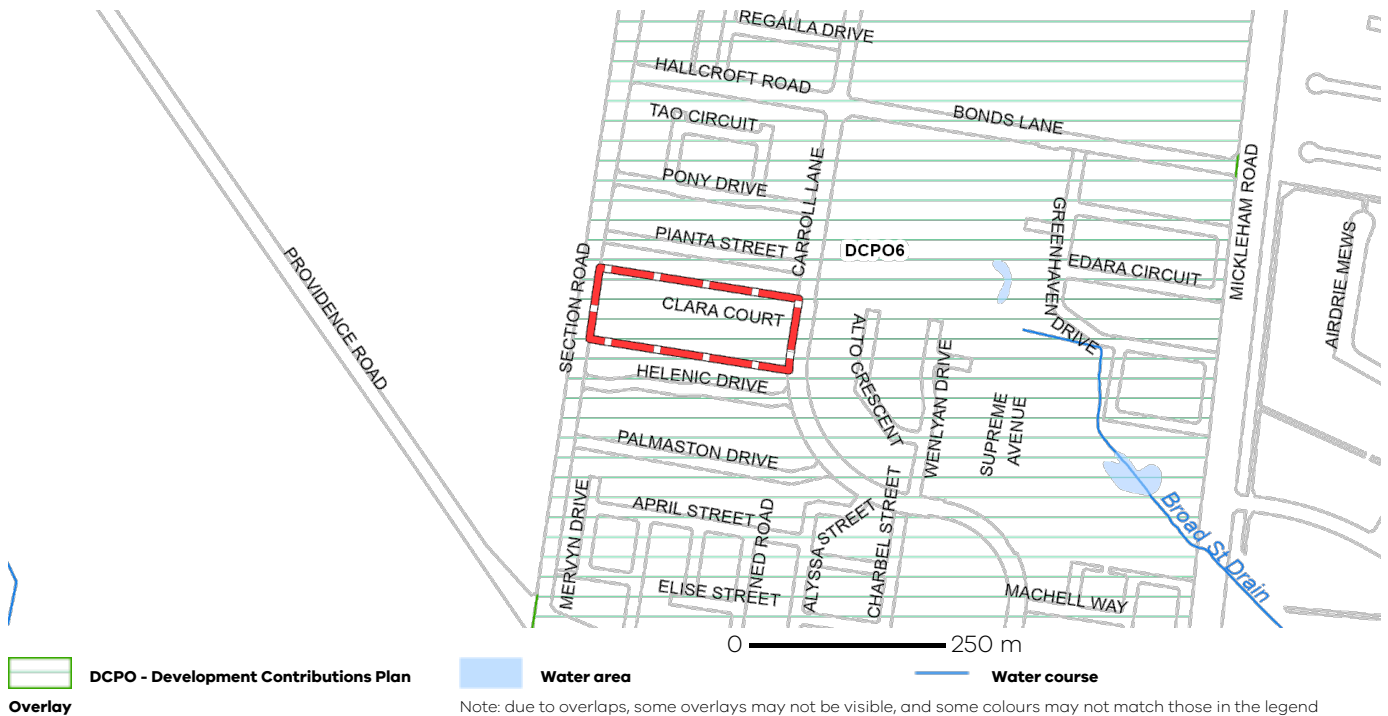 REGALLA DRIVE
HALLCROFT ROAD
TAO CIRCUIT
BONDS LANE
PONY DRIVE
CARROLL LANE
MICKLEHAM ROAD
PIANTA STREET
DCPO6
GREENHAVEN
DRIVE
EDARA CIRCUIT
AIRDRIE MEWS
PROVIDENCE ROAD
SECTION ROAD
CLARA COURT
ALTO CRESCENT
WENLYAN DRIVE
HELENIC DRIVE
SUPREME
AVENUE
PALMASTON DRIVE
MERVYN DRIVE
APRIL STREET
NED ROAD
ALYSSA STREET
CHARBEL STREET
Broad St Drain
ELISE STREET
MACHELL WAY
0 250 m
DCPO - Development Contributions Plan
Overlay
Water area
Water course
Note: due to overlaps, some overlays may not be visible, and some colours may not match those in the legend